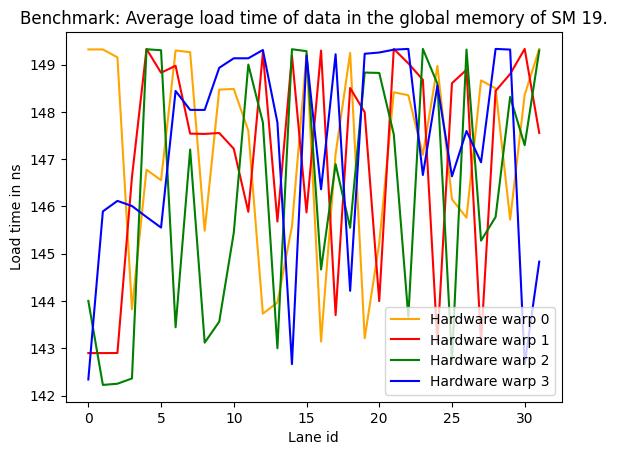 Benchmark: Average load time of data in the global memory of SM 19.
149
148
147
146
145
144
143
142
Load time in ns
Hardware warp 0
Hardware warp 1
Hardware warp 2
Hardware warp 3
0 5 10 15 20 25 30
Lane id